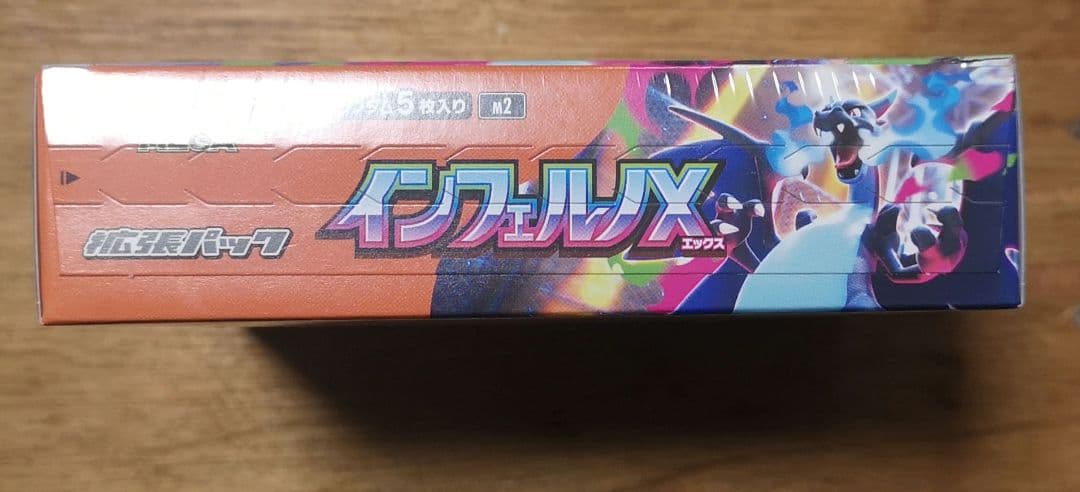 5枚入り M2
インフェルノX
エックス
拡張パック